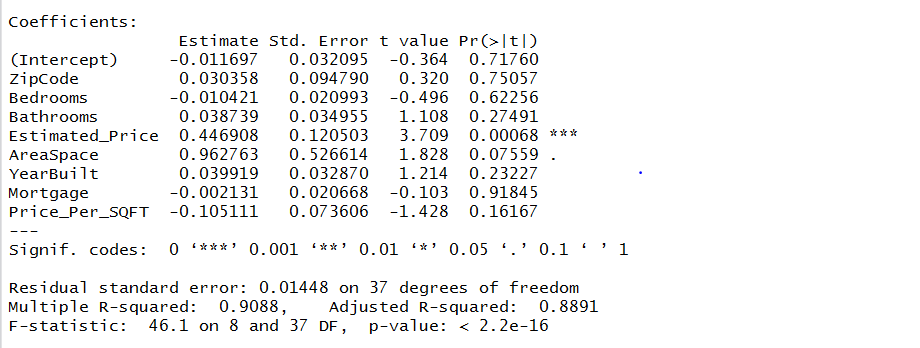 Coefficients:
                Estimate Std. Error t value Pr(>|t|)
(Intercept)    -0.011697   0.032095  -0.364  0.71760
ZipCode         0.030358   0.094790   0.320  0.75057
Bedrooms       -0.010421   0.020993  -0.496  0.62256
Bathrooms       0.038739   0.034955   1.108  0.27491
Estimated_Price 0.446908   0.120503   3.709  0.00068 ***
AreaSpace       0.962763   0.526614   1.828  0.07559 .
YearBuilt       0.039919   0.032870   1.214  0.23227
Mortgage       -0.002131   0.020668  -0.103  0.91845
Price_Per_SQFT -0.105111   0.073606  -1.428  0.16167
---
Signif. codes:  0 ‘***’ 0.001 ‘**’ 0.01 ‘*’ 0.05 ‘.’ 0.1 ‘ ’ 1
Residual standard error: 0.01448 on 37 degrees of freedom
Multiple R-squared:  0.9088,    Adjusted R-squared:  0.8891
F-statistic:  46.1 on 8 and 37 DF,  p-value: < 2.2e-16